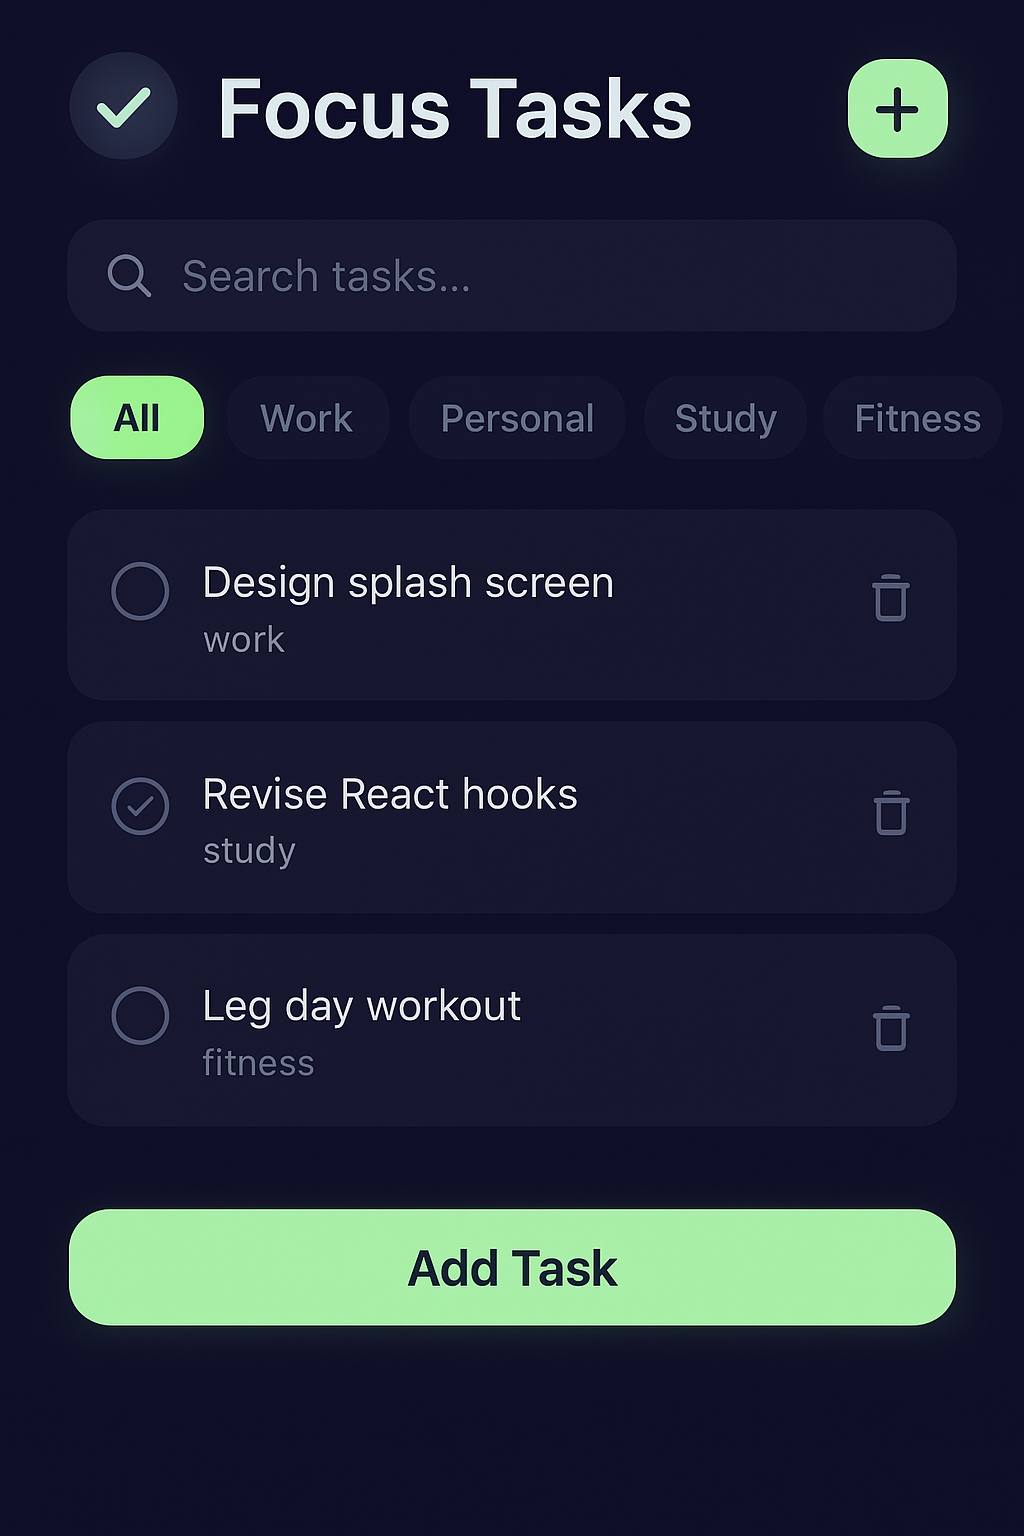 Focus Tasks
Search tasks...
All Work Personal Study Fitness
Design splash screen
work
Revise React hooks
study
Leg day workout
fitness
Add Task